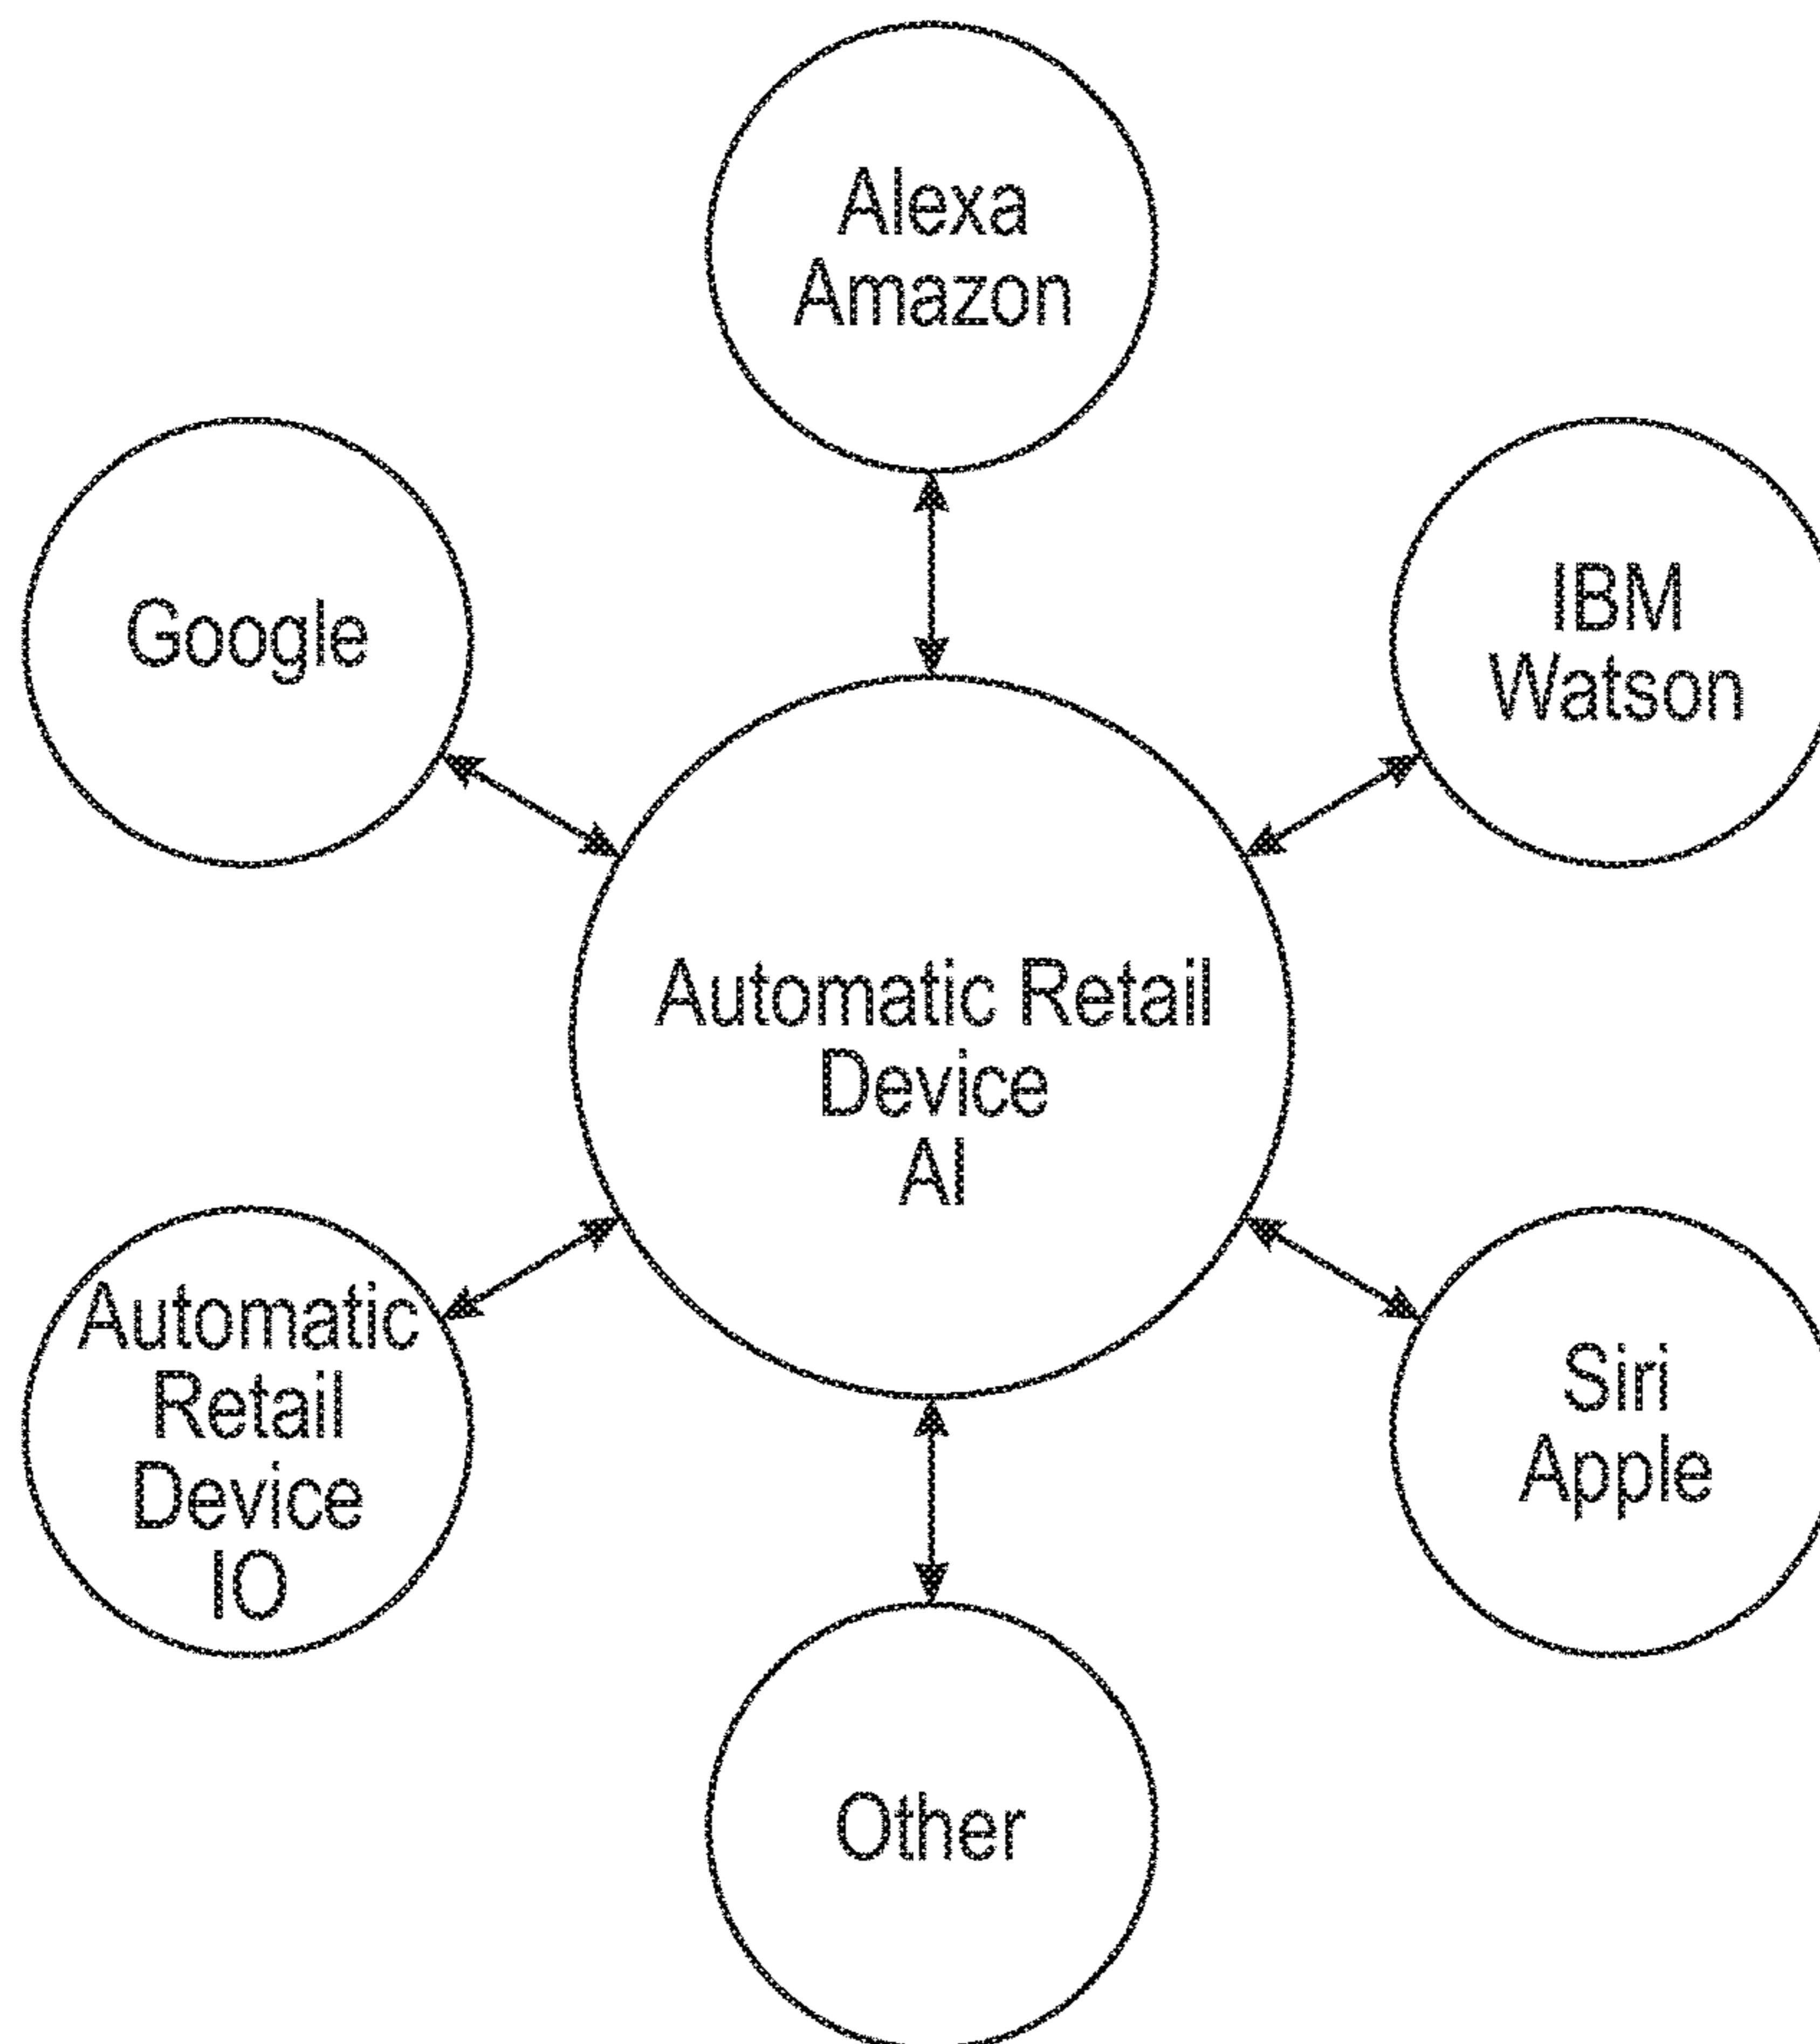 Alexa
Amazon
Google
IBM
Watson
Automatic Retail
Device
AI
Automatic
Retail
Device
IO
Siri
Apple
Other